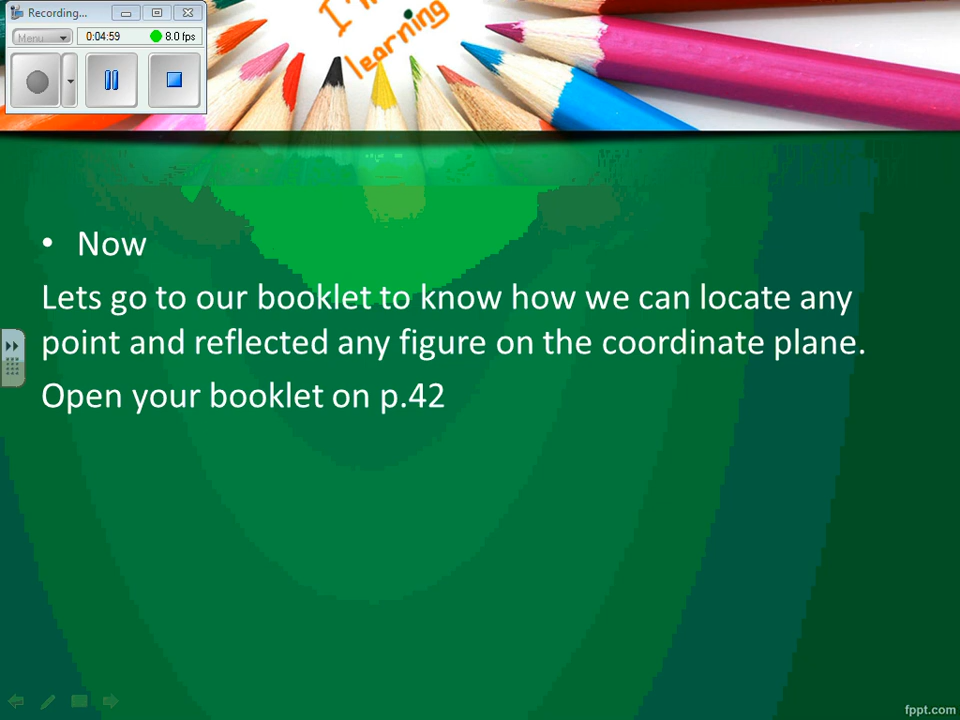 Recording...
Menu
0:04:59
8.0 fps
I'm
learning
• Now
Lets go to our booklet to know how we can locate any
point and reflected any figure on the coordinate plane.
Open your booklet on p.42
fppt.com